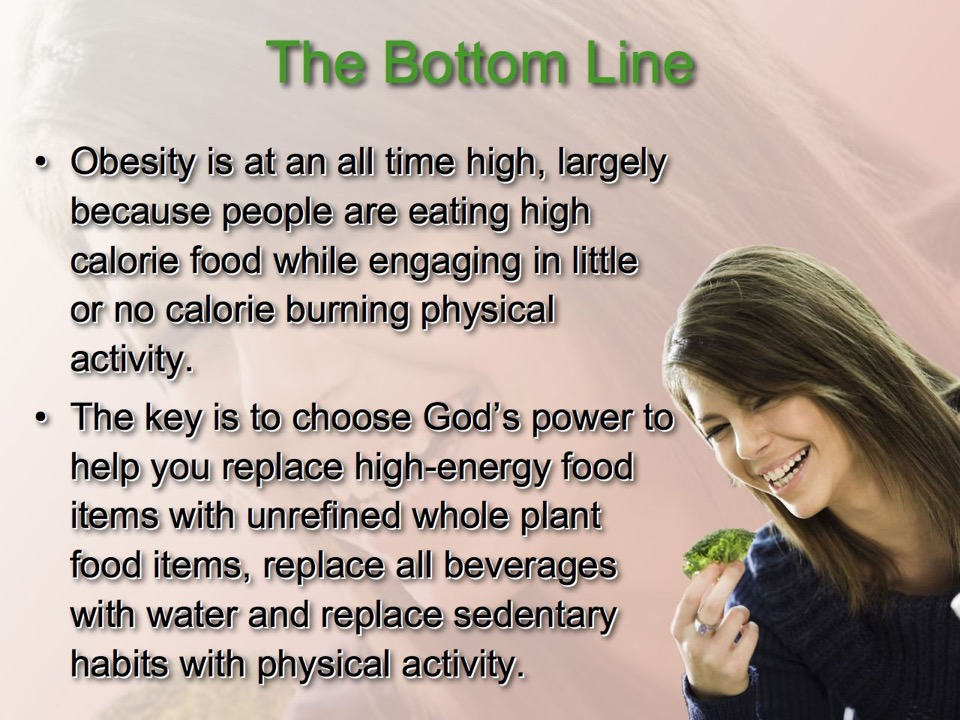 The Bottom Line
• Obesity is at an all time high, largely
because people are eating high
calorie food while engaging in little
or no calorie burning physical
activity.
• The key is to choose God’s power to
help you replace high-energy food
items with unrefined whole plant
food items, replace all beverages
with water and replace sedentary
habits with physical activity.